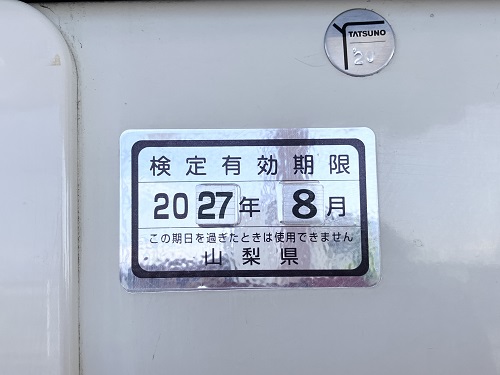 TATSUNO
20
検定有効期限
2027年 8月
この期日を過ぎたときは使用できません
山梨県